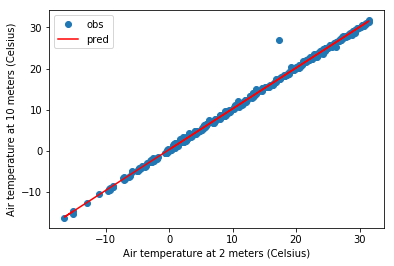 obs
pred
30
20
10
0
−10
Air temperature at 10 meters (Celsius)
−10
0
10
20
30
Air temperature at 2 meters (Celsius)